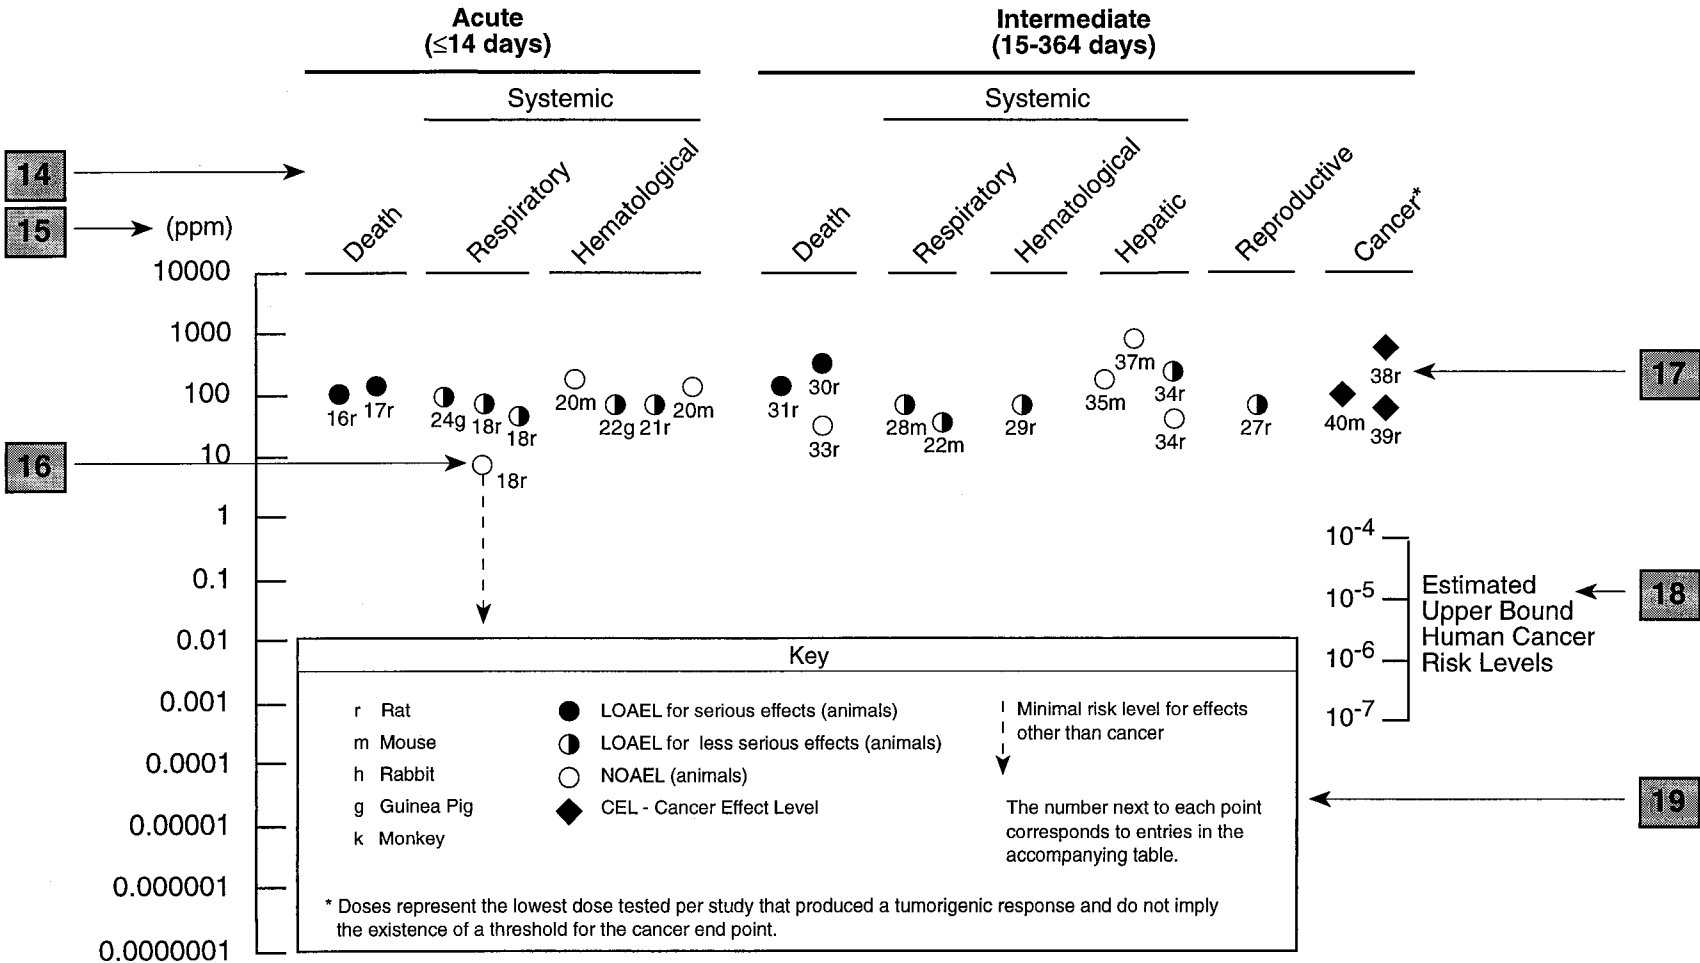 Acute
(≤14 days)
Intermediate
(15-364 days)
Systemic
Systemic
14
15
(ppm)
Death
Respiratory
Hematological
Death
Respiratory
Hematological
Hepatic
Reproductive
Cancer*
10000
1000
100
10
1
0.1
0.01
0.001
0.0001
0.00001
0.000001
0.0000001
16r
17r
24g
18r
18r
18r
20m
22g
21r
20m
31r
30r
33r
28m
22m
29r
35m
37m
34r
34r
27r
40m
38r
39r
16
17
18
19
10-4
10-5
10-6
10-7
Estimated
Upper Bound
Human Cancer
Risk Levels
Key
r Rat
m Mouse
h Rabbit
g Guinea Pig
k Monkey
LOAEL for serious effects (animals)
LOAEL for less serious effects (animals)
NOAEL (animals)
CEL - Cancer Effect Level
Minimal risk level for effects
other than cancer
The number next to each point
corresponds to entries in the
accompanying table.
* Doses represent the lowest dose tested per study that produced a tumorigenic response and do not imply
the existence of a threshold for the cancer end point.